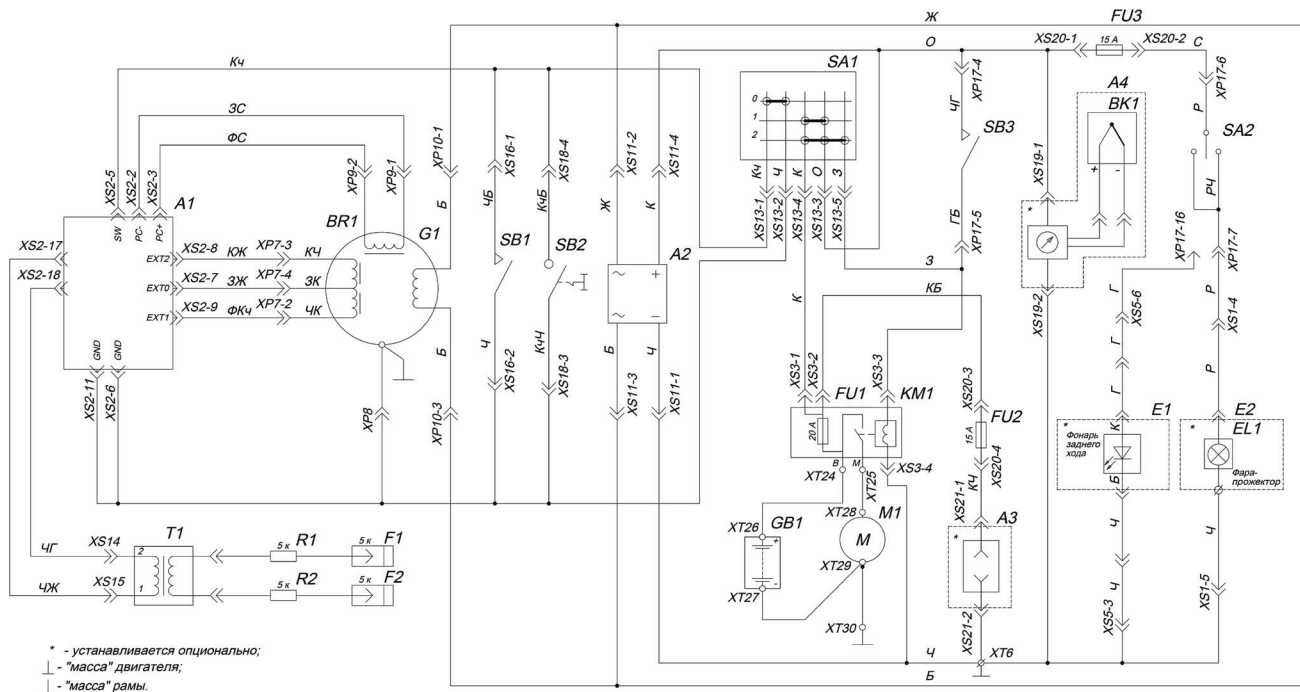 Ж
FU3
О
XS20-1
15 А
XS20-2
С
Кч
SA1
XP17-4
XP17-6
ЗС
0
1
2
ЧГ
A4
BK1
Р
SA2
ФС
XP9-2
XP9-1
XP10-1
XS16-1
XS18-4
XS11-2
XS11-4
SB3
+
-
XS2-5
XS2-2
XS2-3
A1
SW
PC-
PC+
BR1
G1
Б
ЧБ
КчБ
Ж
К
Кч
Ч
К
О
З
XS13-1
XS13-2
XS13-4
XS13-3
XS13-5
ГБ
XP17-5
XS19-1
*
РЧ
XP17-16
XP17-7
XS2-17
XS2-18
EXT2
XS2-8
КЖ
XP7-3
КЧ
EXT0
XS2-7
ЗЖ
XP7-4
ЗК
EXT1
XS2-9
ФКч
XP7-2
ЧК
SB1
SB2
A2
~
+
~
-
З
КБ
К
XS19-2
Г
XS5-6
Р
XS1-4
GND
GND
XS2-11
XS2-6
XP8
Б
XP10-3
Ч
XS16-2
КчЧ
XS18-3
Б
XS11-3
Ч
XS11-1
XS3-1
XS3-2
XS3-3
FU1
KM1
20 А
XS20-3
FU2
15 А
XS20-4
Г
Г
Р
E1
E2
EL1
*
Фонарь
заднего
хода
К
Б
*
Фара-
прожектор
В
М
XT24
XT25
XS3-4
КЧ
XS21-1
A3
*
XT26
GB1
+
-
XT27
XT28
M1
М
XT29
XT30
XS21-2
XT6
Ч
Ч
XS5-3
Ч
XS1-5
ЧГ
XS14
T1
2
1
5 к
R1
5 к
F1
ЧЖ
XS15
5 к
R2
5 к
F2
Ч
Б
* - устанавливается опционально;
- "масса" двигателя;
- "масса" рамы.